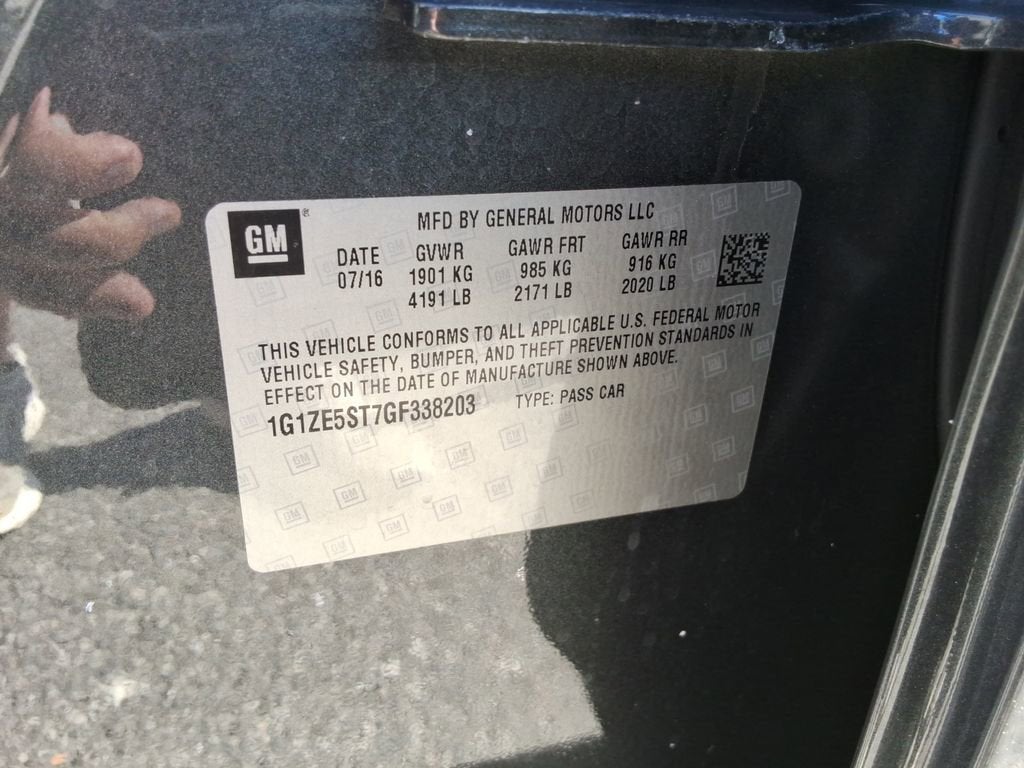 GM
MFD BY GENERAL MOTORS LLC
DATE GVWR GAWR FRT GAWR RR
07/16 1901 KG 985 KG 916 KG
4191 LB 2171 LB 2020 LB
THIS VEHICLE CONFORMS TO ALL APPLICABLE U.S. FEDERAL MOTOR
VEHICLE SAFETY, BUMPER, AND THEFT PREVENTION STANDARDS IN
EFFECT ON THE DATE OF MANUFACTURE SHOWN ABOVE.
1G1ZE5ST7GF338203 TYPE: PASS CAR